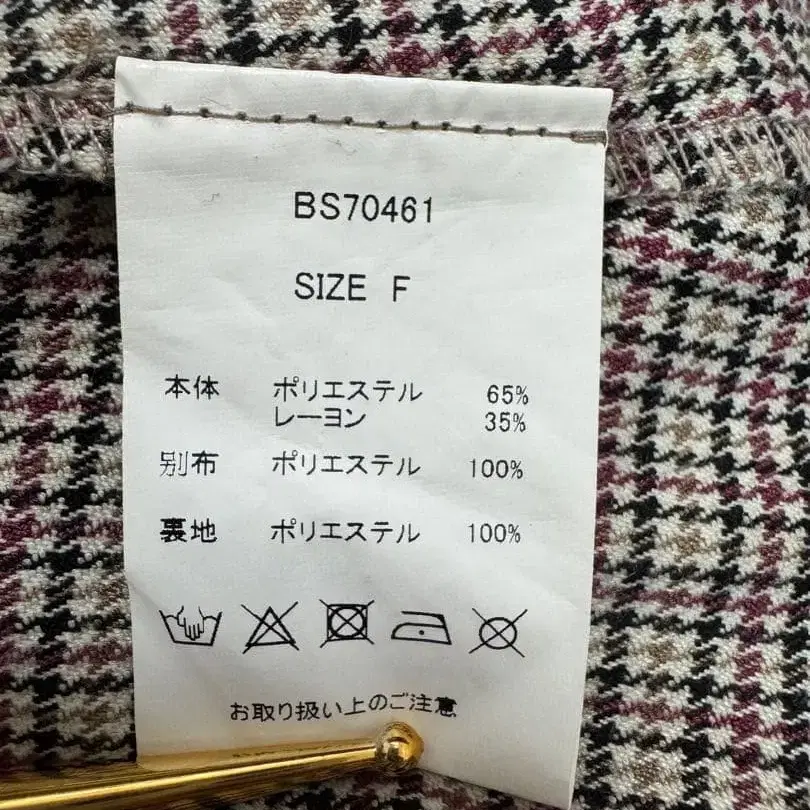 BS70461
SIZE F
本体 ポリエステル 65%
レーヨン 35%
別布 ポリエステル 100%
裏地 ポリエステル 100%
お取り扱い上のご注意